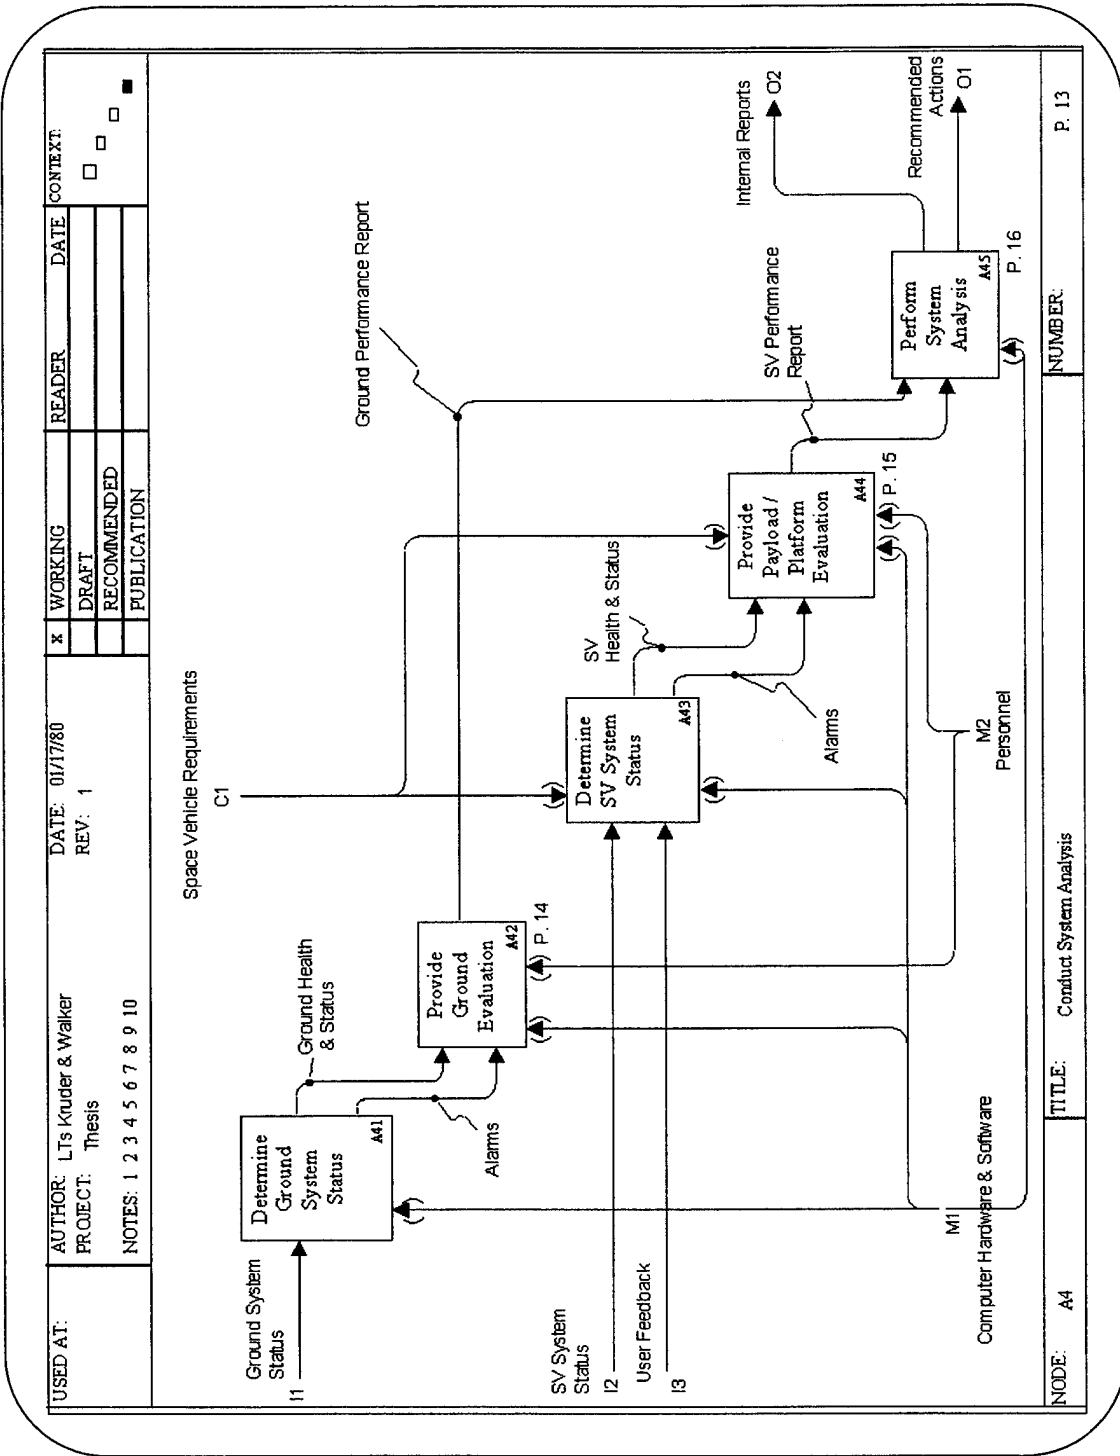 USED AT:
AUTHOR: LTs Kruder & Walker
PROJECT: Thesis
NOTES: 1 2 3 4 5 6 7 8 9 10
DATE: 01/17/80
REV: 1
x WORKING
DRAFT
RECOMMENDED
PUBLICATION
READER DATE
CONTEXT:
Space Vehicle Requirements
C1
Ground System
Status
I1
Determine
Ground
System
Status
A41
Ground Health
& Status
Alarms
Provide
Ground
Evaluation
A42
P. 14
Ground Performance Report
SV System
Status
I2
User Feedback
I3
Determine
SV System
Status
A43
SV
Health & Status
Alarms
Provide
Payload /
Platform
Evaluation
A44
P. 15
SV Performance
Report
Perform
System
Analysis
A45
P. 16
Internal Reports
O2
Recommended
Actions
O1
M1
Computer Hardware & Software
M2
Personnel
NODE: A4
TITLE: Conduct System Analysis
NUMBER: P. 13